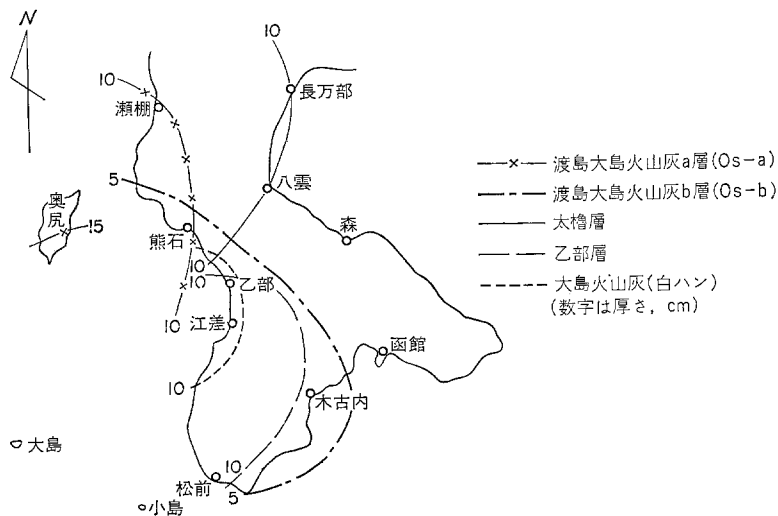 N
10
10
長万部
瀬棚
5
八雲
奥尻
15
熊石
森
10
10
乙部
10
江差
函館
10
木古内
大島
10
松前
5
小島
渡島大島火山灰a層(Os-a)
渡島大島火山灰b層(Os-b)
太櫓層
乙部層
大島火山灰(白ハン)
(数字は厚さ, cm)